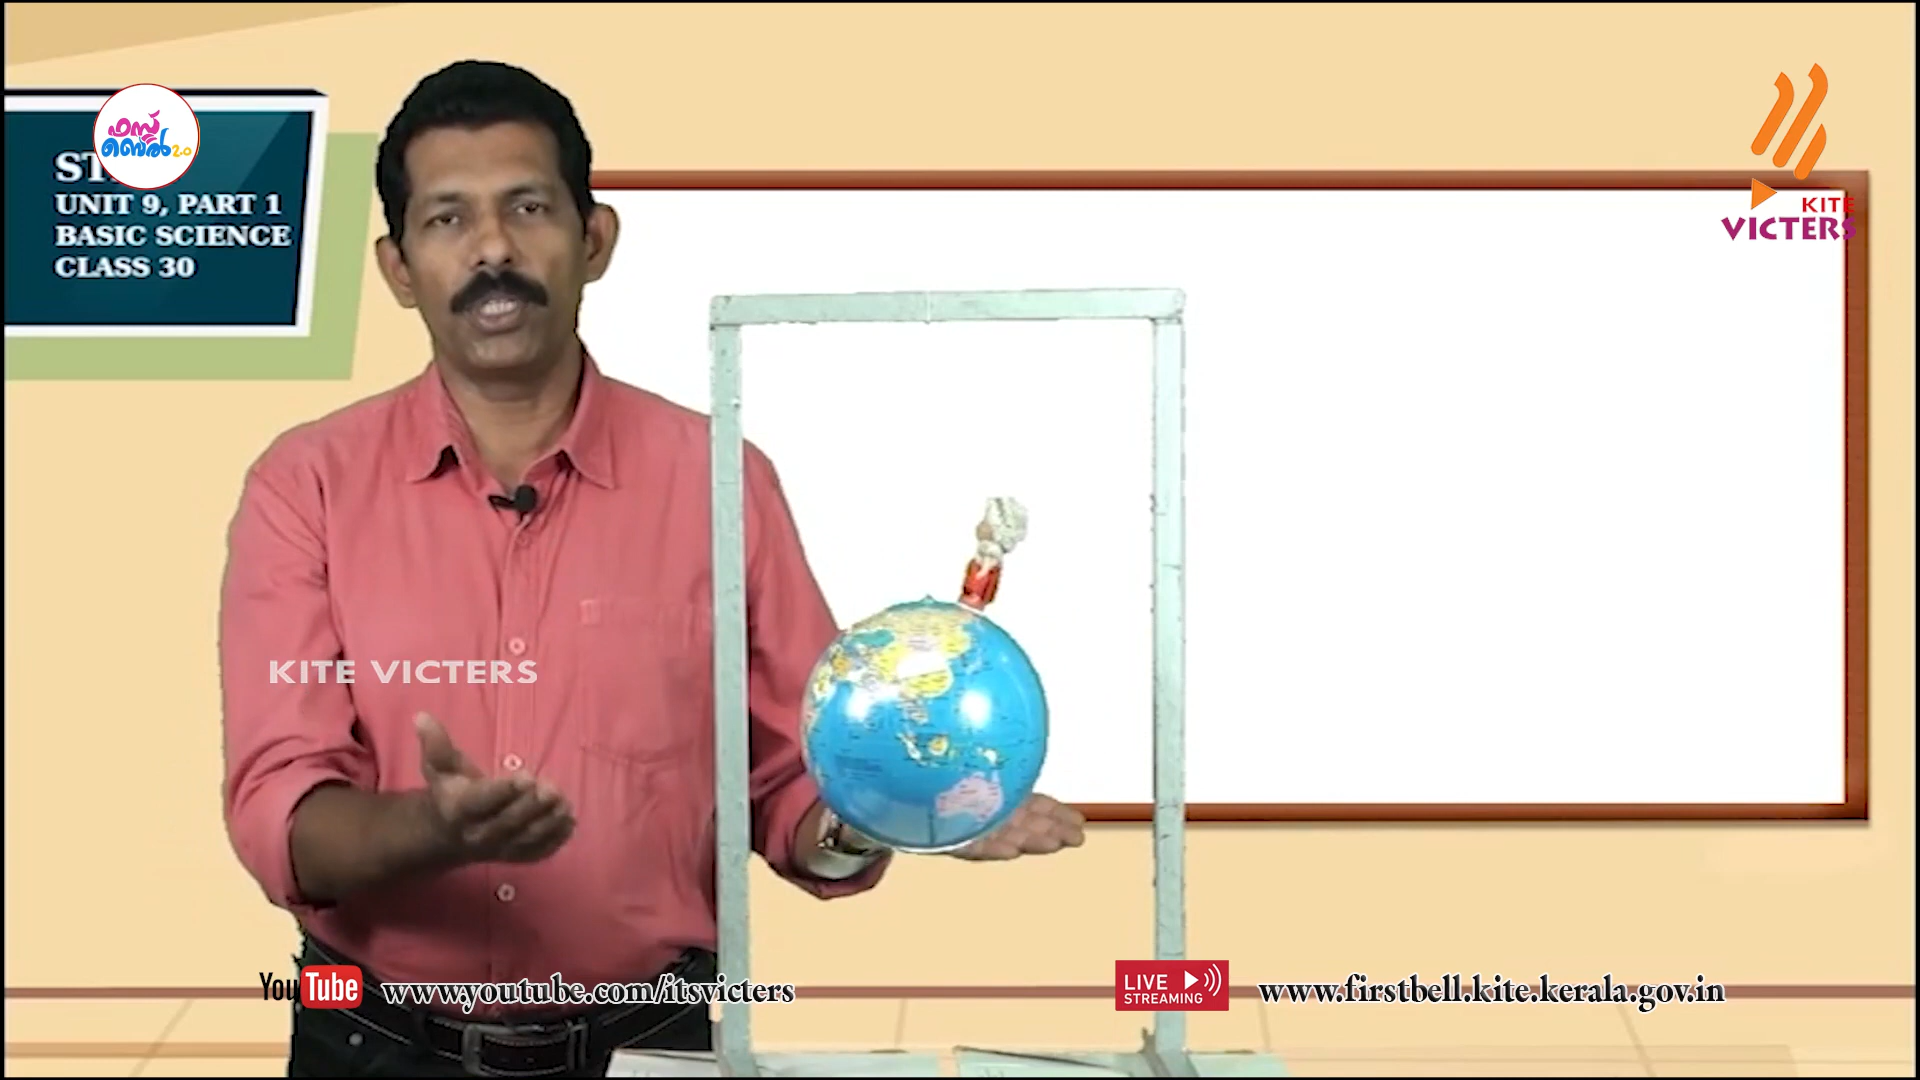 ഫസ്റ്റ്
ബെൽ 2.0
UNIT 9, PART 1
BASIC SCIENCE
CLASS 30
KITE
VICTERS
KITE VICTERS
YouTube
www.youtube.com/itsvicters
LIVE
STREAMING
www.firstbell.kite.kerala.gov.in